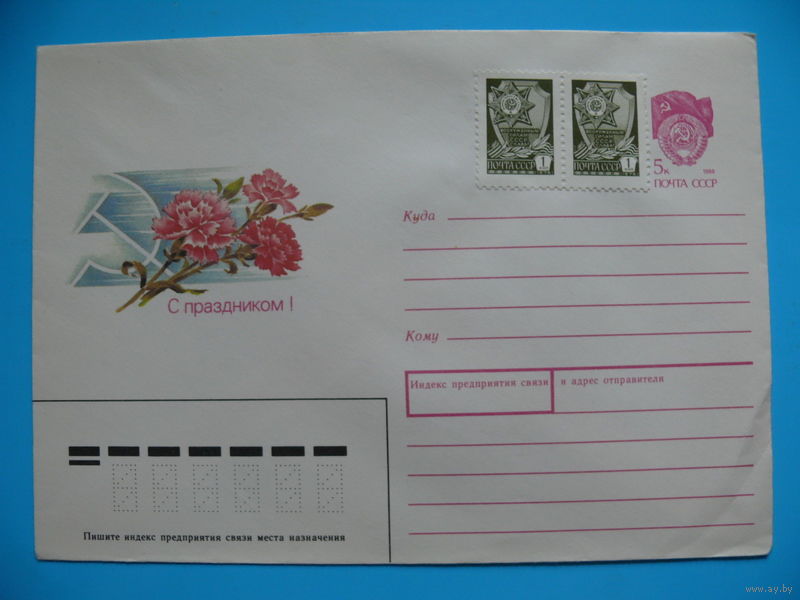 ПОЧТА СССР 1
ПОЧТА СССР 1
5к 1988
ПОЧТА СССР
Куда
С праздником!
Кому
Индекс предприятия связи и адрес отправителя
Пишите индекс предприятия связи места назначения
www.ay.by